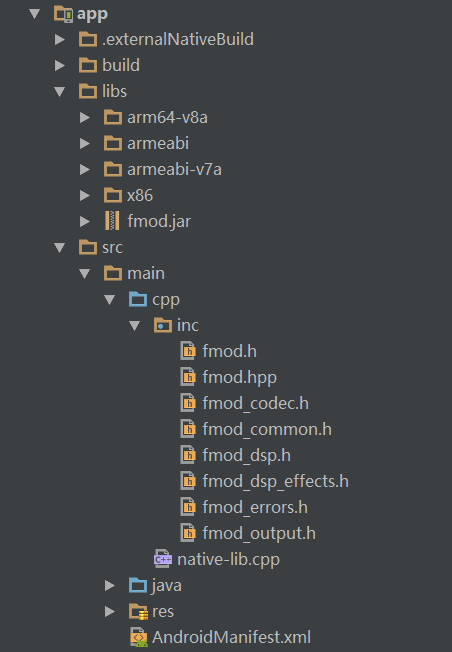 app
.externalNativeBuild
build
libs
arm64-v8a
armeabi
armeabi-v7a
x86
fmod.jar
src
main
cpp
inc
fmod.h
fmod.hpp
fmod_codec.h
fmod_common.h
fmod_dsp.h
fmod_dsp_effects.h
fmod_errors.h
fmod_output.h
native-lib.cpp
java
res
AndroidManifest.xml